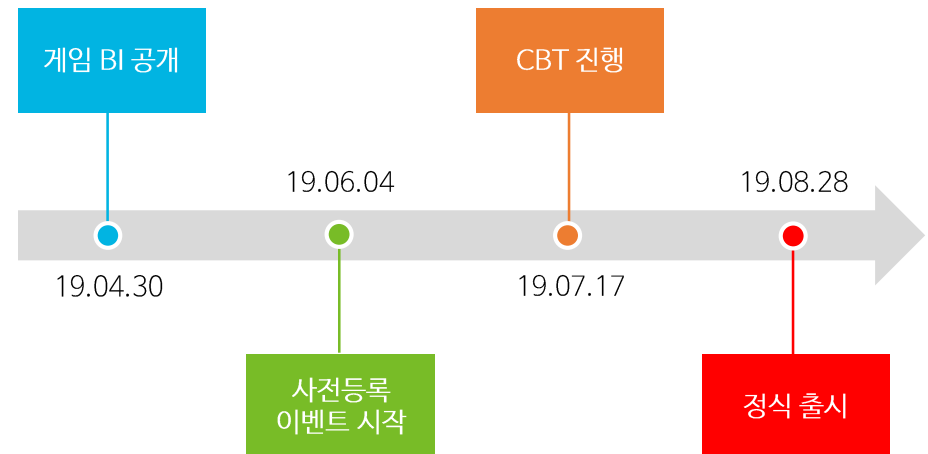 게임 BI 공개
CBT 진행
19.06.04
19.08.28
19.04.30
19.07.17
사전등록
이벤트 시작
정식 출시